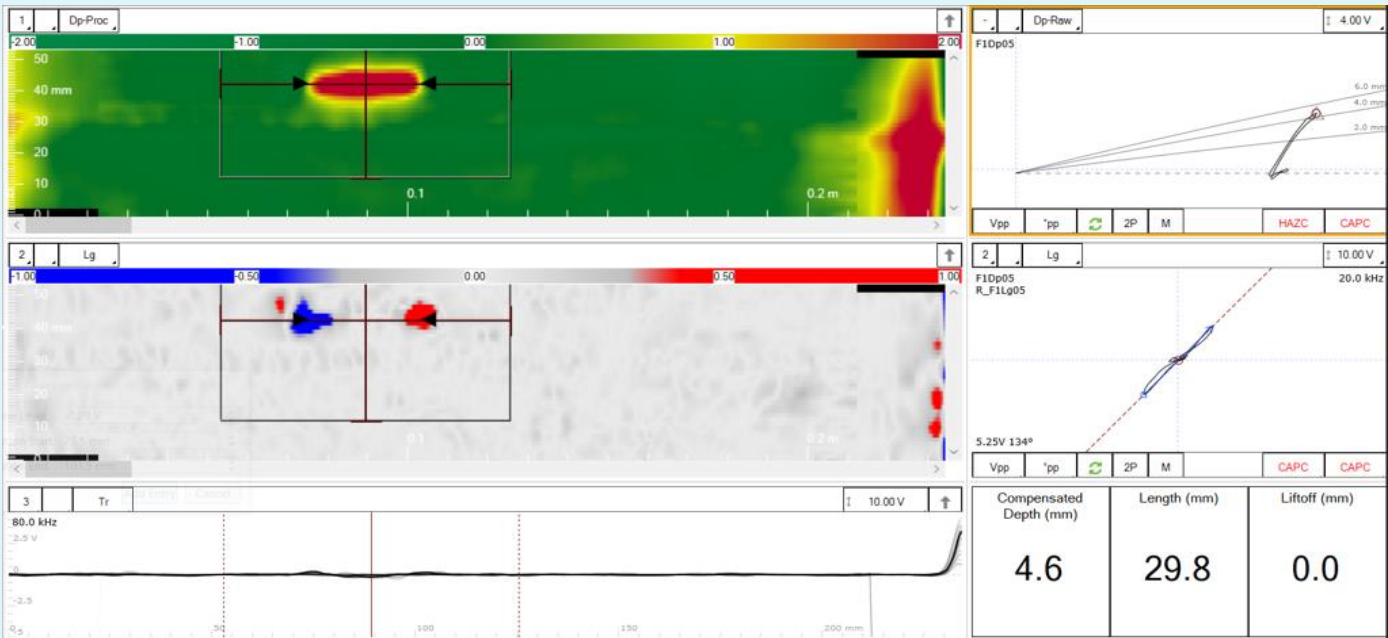 1 Dp-Proc
-2.00 -1.00 0.00 1.00 2.00
50
40 mm
30
20
10
0
0.1 0.2 m
- Dp-Raw 4.00 V
F1Dp05
6.0 mm
4.0 mm
2.0 mm
Vpp °pp 2P M HAZC CAPC
2 Lg
-1.00 -0.50 0.00 0.50 1.00
50
40 mm
30
20
10
0
0.1 0.2 m
Add Entry Cancel
2 Lg 10.00 V
F1Dp05 20.0 kHz
R_F1Lg05
5.25V 134°
Vpp °pp 2P M CAPC CAPC
3 Tr 10.00 V
80.0 kHz
2.5 V
0
-2.5
50 100 150 200 mm
Compensated Depth (mm)
4.6
Length (mm)
29.8
Liftoff (mm)
0.0